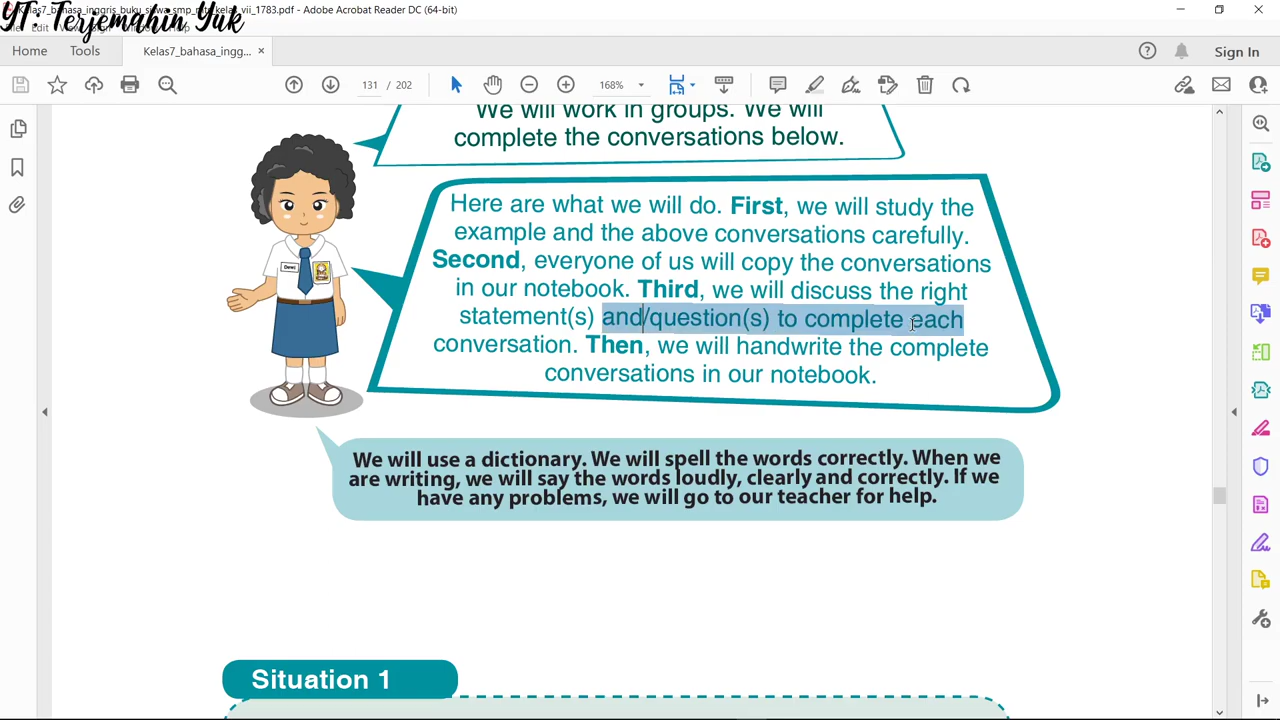 YT: Terjemahin Yuk
Kelas7_bahasa_inggris_buku_siswa_smp_mts_kelas_vii_1783.pdf - Adobe Acrobat Reader DC (64-bit)
Home Tools Kelas7_bahasa_ingg... × Sign In
131 / 202 168%
We will work in groups. We will
complete the conversations below.
Here are what we will do. First, we will study the
example and the above conversations carefully.
Second, everyone of us will copy the conversations
in our notebook. Third, we will discuss the right
statement(s) and/question(s) to complete each
conversation. Then, we will handwrite the complete
conversations in our notebook.
Dewi
We will use a dictionary. We will spell the words correctly. When we
are writing, we will say the words loudly, clearly and correctly. If we
have any problems, we will go to our teacher for help.
Situation 1